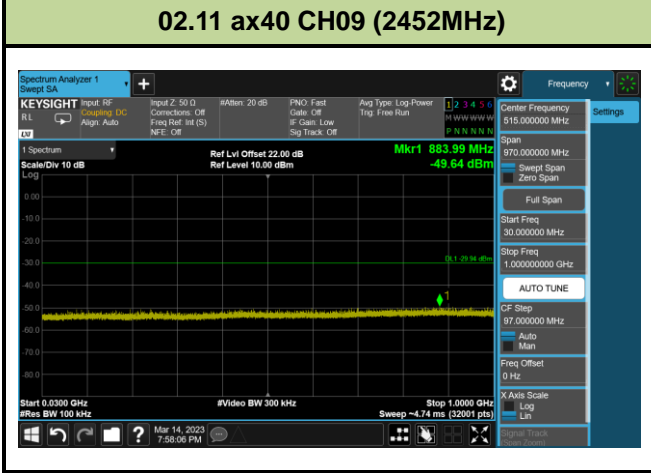 02.11 ax40 CH09 (2452MHz)
Spectrum Analyzer 1
Swept SA
+
Frequency
KEYSIGHT
RL
LXI
Input: RF
Coupling: DC
Align: Auto
Input Z: 50 Ω
Corrections: Off
Freq Ref: Int (S)
NFE: Off
#Atten: 20 dB
PNO: Fast
Gate: Off
IF Gain: Low
Sig Track: Off
Avg Type: Log-Power
Trig: Free Run
1 2 3 4 5 6
M W W W W W
P N N N N N
Center Frequency
515.000000 MHz
Settings
Span
970.000000 MHz
Swept Span
Zero Span
Full Span
Start Freq
30.000000 MHz
Stop Freq
1.000000000 GHz
AUTO TUNE
CF Step
97.000000 MHz
Auto
Man
Freq Offset
0 Hz
X Axis Scale
Log
Lin
Signal Track
(Span Zoom)
1 Spectrum
Scale/Div 10 dB
Log
Ref Lvl Offset 22.00 dB
Ref Level 10.00 dBm
Mkr1 883.99 MHz
-49.64 dBm
0.00
-10.0
-20.0
-30.0
-40.0
-50.0
-60.0
-70.0
-80.0
DL1 -29.94 dBm
1
Start 0.0300 GHz
#Res BW 100 kHz
#Video BW 300 kHz
Stop 1.0000 GHz
Sweep ~4.74 ms (32001 pts)
?
Mar 14, 2023
7:58:06 PM